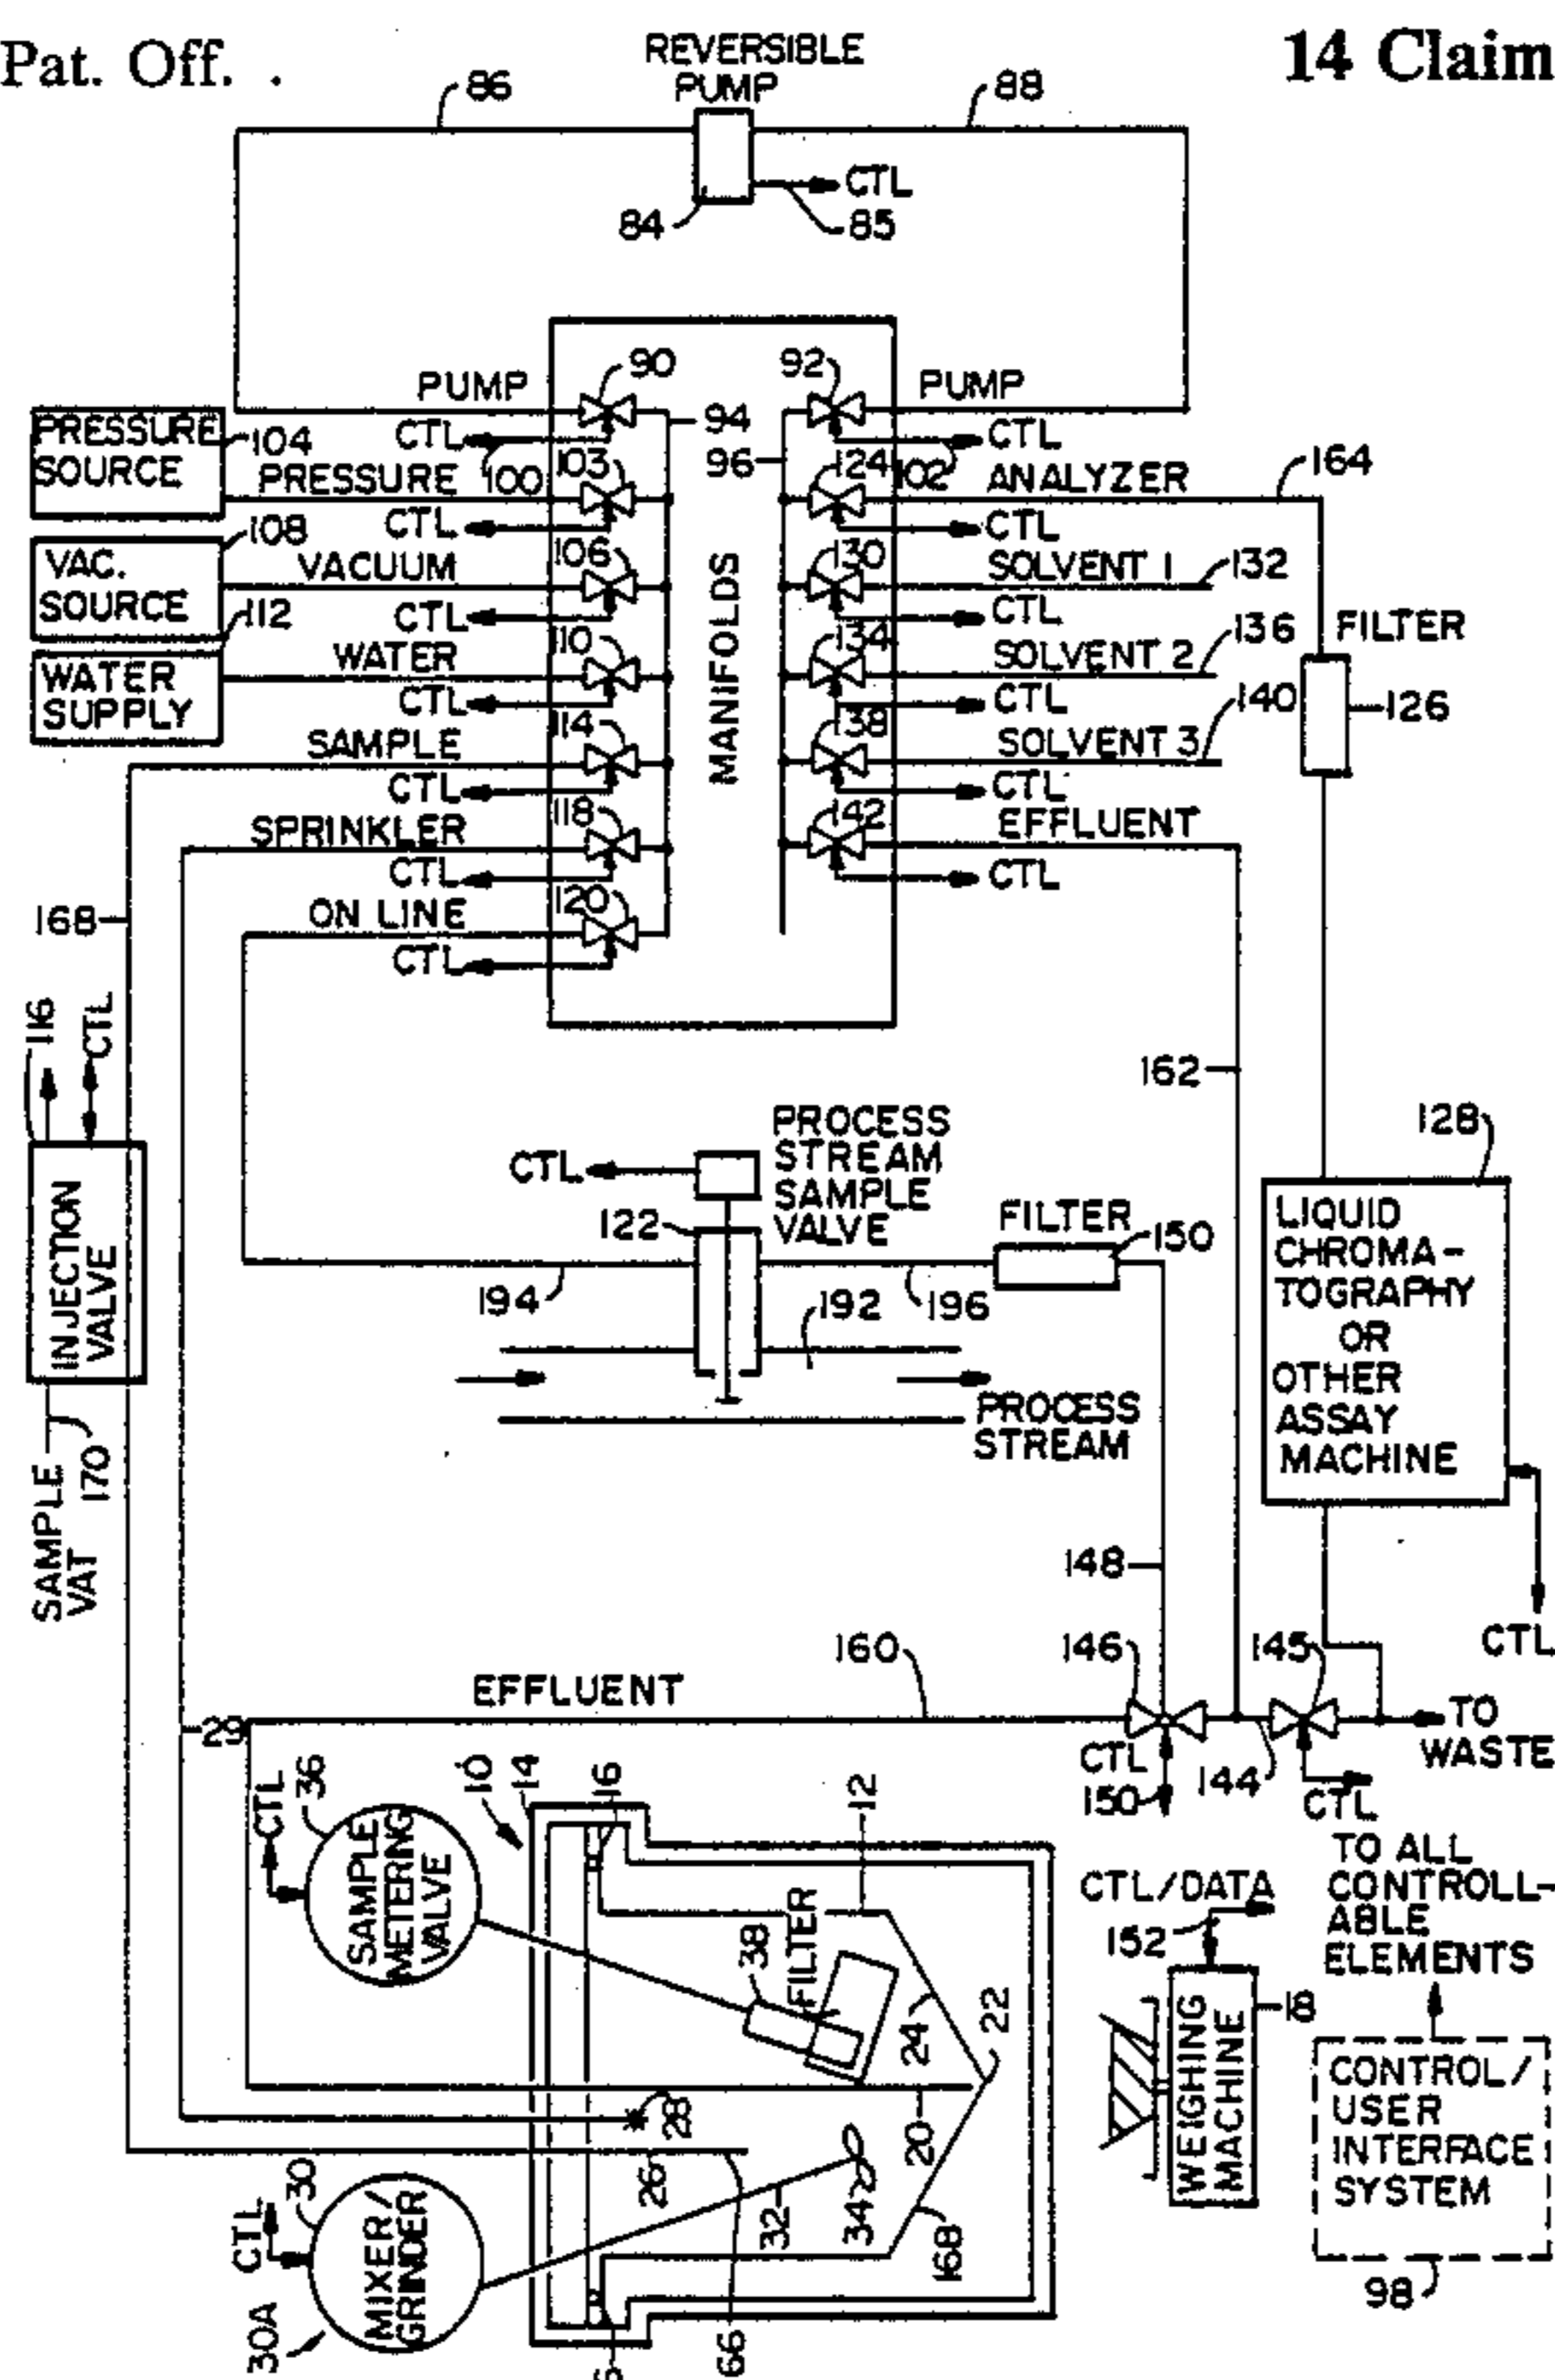 Pat. Off. .
14 Claim
REVERSIBLE
PUMP
86
88
CTL
84
85
PUMP
90
92
PUMP
PRESSURE
SOURCE
104
CTL
94
CTL
PRESSURE
100
103
96
124
102
ANALYZER
164
CTL
CTL
VAC.
SOURCE
108
VACUUM
106
130
SOLVENT 1
132
CTL
CTL
FILTER
112
WATER
SUPPLY
WATER
110
MANIFOLDS
134
SOLVENT 2
136
CTL
CTL
126
SAMPLE
114
138
SOLVENT 3
140
CTL
CTL
SPRINKLER
118
142
EFFLUENT
CTL
CTL
168
ON LINE
120
CTL
116
CTL
162
INJECTION
VALVE
SAMPLE
VAT
170
PROCESS
STREAM
SAMPLE
VALVE
CTL
122
FILTER
150
194
196
192
PROCESS
STREAM
128
LIQUID
CHROMA-
TOGRAPHY
OR
OTHER
ASSAY
MACHINE
CTL
148
146
145
160
EFFLUENT
29
TO
WASTE
CTL
150
144
CTL
10
14
16
12
CTL
36
SAMPLE
METERING
VALVE
38
FILTER
24
22
28
20
26
32
34
168
66
CTL
30
MIXER/
GRINDER
30A
CTL/DATA
152
WEIGHING
MACHINE
18
TO ALL
CONTROLL-
ABLE
ELEMENTS
CONTROL/
USER
INTERFACE
SYSTEM
98